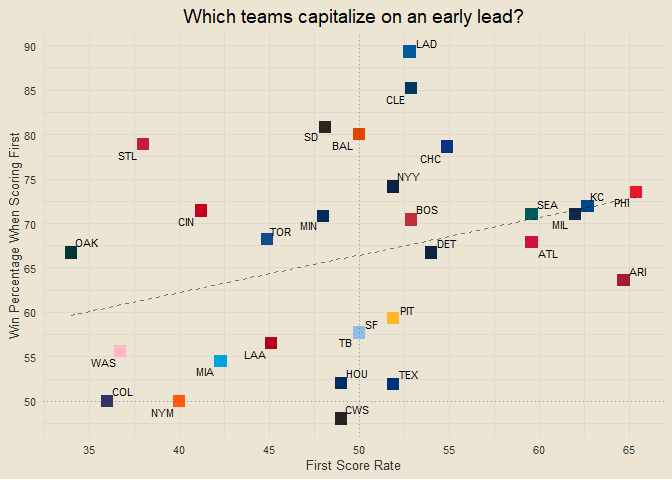 Which teams capitalize on an early lead?
Win Percentage When Scoring First
90
85
80
75
70
65
60
55
50
LAD
CLE
SD
BAL
STL
CHC
NYY
KC
PHI
SEA
BOS
MIL
CIN
MIN
TOR
OAK
DET
ATL
ARI
PIT
SF
TB
WAS
LAA
MIA
HOU
TEX
COL
NYM
CWS
35
40
45
50
55
60
65
First Score Rate